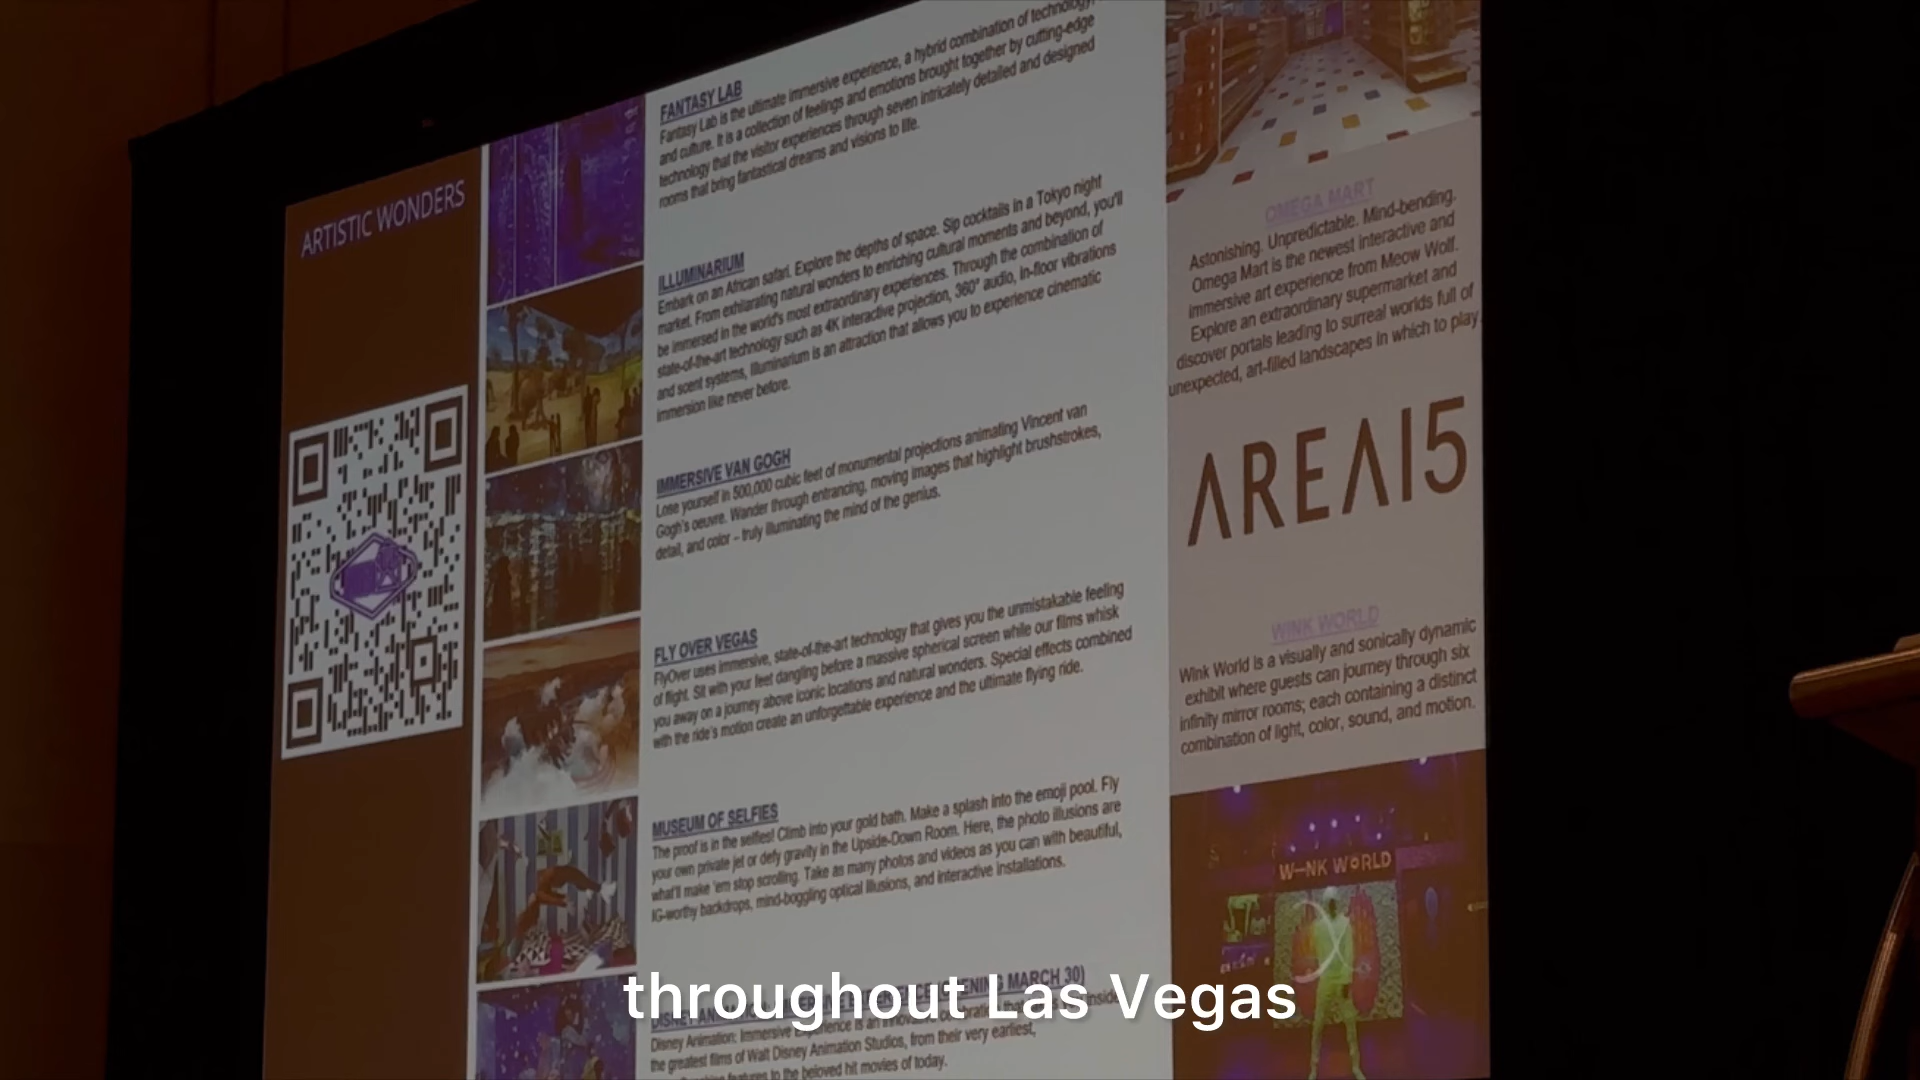 ARTISTIC WONDERS
FANTASY LAB
Fantasy Lab is the ultimate immersive experience, a hybrid combination of technology,
and culture. It is a collection of feelings and emotions brought together by cutting-edge
technology that the visitor experiences through seven intricately detailed and designed
rooms that bring fantastical dreams and visions to life.
ILLUMINARIUM
Embark on an African safari. Explore the depths of space. Sip cocktails in a Tokyo night
market. From exhilarating natural wonders to enriching cultural moments and beyond, you'll
be immersed in the world's most extraordinary experiences. Through the combination of
state-of-the-art technology such as 4K interactive projection, 360° audio, in-floor vibrations
and scent systems, Illuminarium is an attraction that allows you to experience cinematic
immersion like never before.
IMMERSIVE VAN GOGH
Lose yourself in 500,000 cubic feet of monumental projections animating Vincent van
Gogh's oeuvre. Wander through entrancing, moving images that highlight brushstrokes,
detail, and color – truly illuminating the mind of the genius.
FLY OVER VEGAS
FlyOver uses immersive, state-of-the-art technology that gives you the unmistakable feeling
of flight. Sit with your feet dangling before a massive spherical screen while our films whisk
you away on a journey above iconic locations and natural wonders. Special effects combined
with the ride's motion create an unforgettable experience and the ultimate flying ride.
MUSEUM OF SELFIES
The proof is in the selfies! Climb into your gold bath. Make a splash into the emoji pool. Fly
your own private jet or defy gravity in the Upside-Down Room. Here, the photo illusions are
what'll make 'em stop scrolling. Take as many photos and videos as you can with beautiful,
IG-worthy backdrops, mind-boggling optical illusions, and interactive installations.
MARCH 30)
Disney Animation: Immersive Experience is an
the greatest films of Walt Disney Animation Studios, from their very earliest,
features to the beloved hit movies of today.
OMEGA MART
Astonishing. Unpredictable. Mind-bending.
Omega Mart is the newest interactive and
immersive art experience from Meow Wolf.
Explore an extraordinary supermarket and
discover portals leading to surreal worlds full of
unexpected, art-filled landscapes in which to play.
AREA15
WINK WORLD
Wink World is a visually and sonically dynamic
exhibit where guests can journey through six
infinity mirror rooms; each containing a distinct
combination of light, color, sound, and motion.
W—NK WORLD
throughout Las Vegas